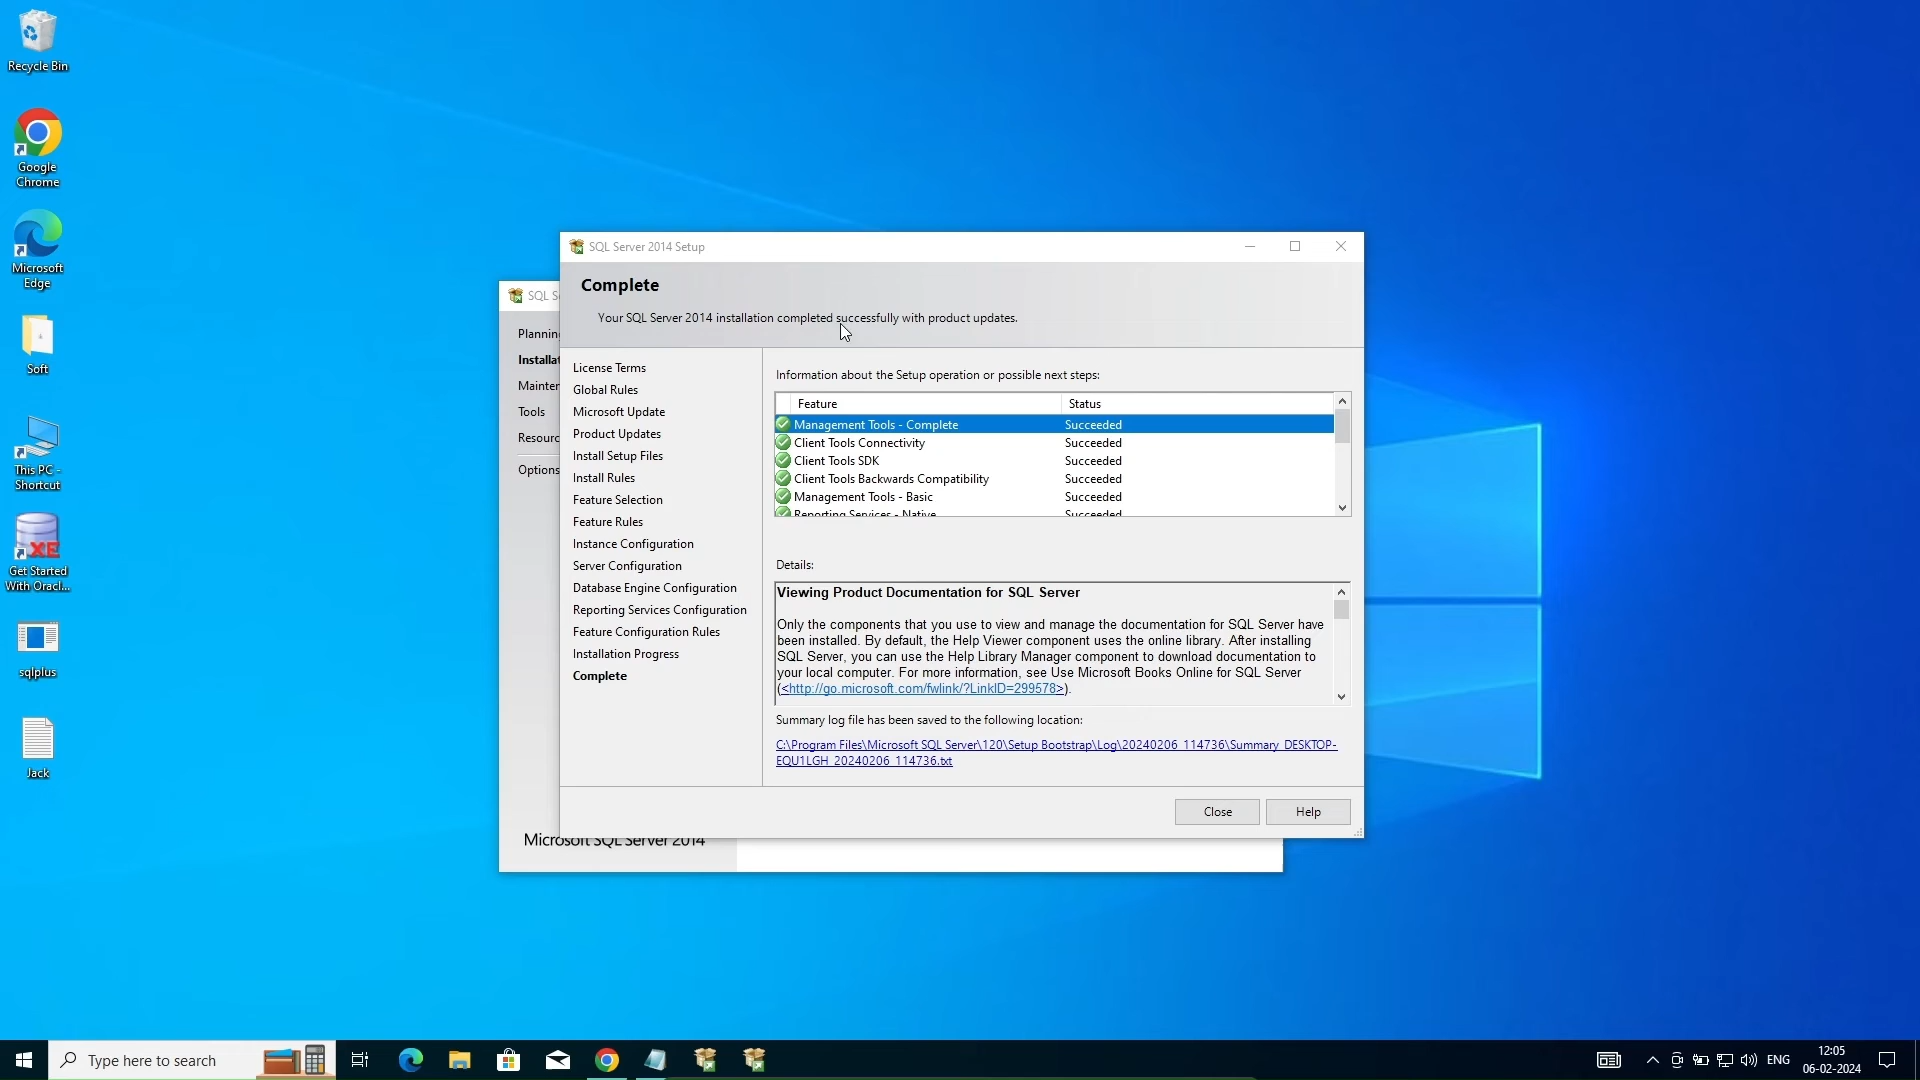 Recycle Bin
Google
Chrome
Microsoft
Edge
Soft
This PC -
Shortcut
XE
Get Started
With Oracl...
sqlplus
Jack
SQL S
Plannin
Installat
Mainten
Tools
Resourc
Options
Microsoft SQL Server 2014
SQL Server 2014 Setup
Complete
Your SQL Server 2014 installation completed successfully with product updates.
License Terms
Global Rules
Microsoft Update
Product Updates
Install Setup Files
Install Rules
Feature Selection
Feature Rules
Instance Configuration
Server Configuration
Database Engine Configuration
Reporting Services Configuration
Feature Configuration Rules
Installation Progress
Complete
Information about the Setup operation or possible next steps:
Feature Status
Management Tools - Complete Succeeded
Client Tools Connectivity Succeeded
Client Tools SDK Succeeded
Client Tools Backwards Compatibility Succeeded
Management Tools - Basic Succeeded
Reporting Services - Native Succeeded
Details:
Viewing Product Documentation for SQL Server
Only the components that you use to view and manage the documentation for SQL Server have
been installed. By default, the Help Viewer component uses the online library. After installing
SQL Server, you can use the Help Library Manager component to download documentation to
your local computer. For more information, see Use Microsoft Books Online for SQL Server
(<http://go.microsoft.com/fwlink/?LinkID=299578>).
Summary log file has been saved to the following location:
C:\Program Files\Microsoft SQL Server\120\Setup Bootstrap\Log\20240206_114736\Summary_DESKTOP-
EQU1LGH_20240206_114736.txt
Close Help
Type here to search
ENG
12:05
06-02-2024